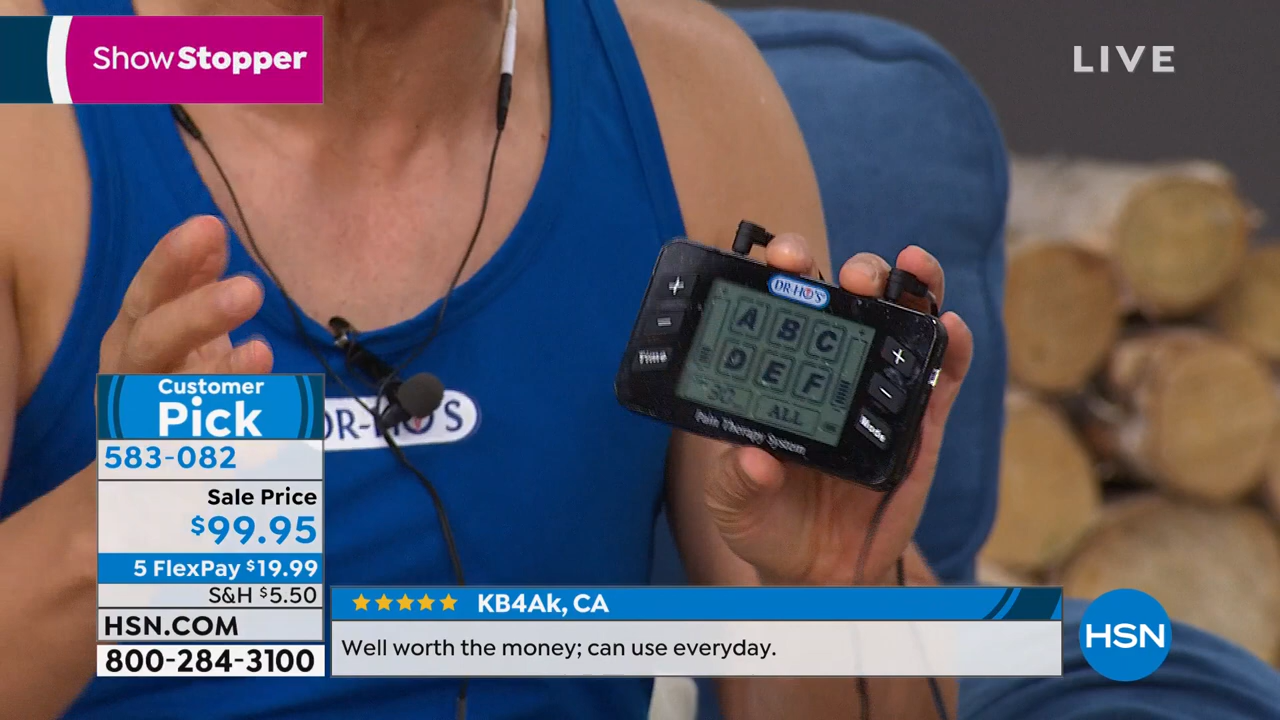 ShowStopper
LIVE
DR-HO'S
+
-
Time
A B C
D E F
ALL
+
-
Mode
Pain Therapy System
DR-HO'S
Customer
Pick
583-082
Sale Price
$99.95
5 FlexPay $19.99
S&H $5.50
HSN.COM
800-284-3100
KB4Ak, CA
Well worth the money; can use everyday.
HSN